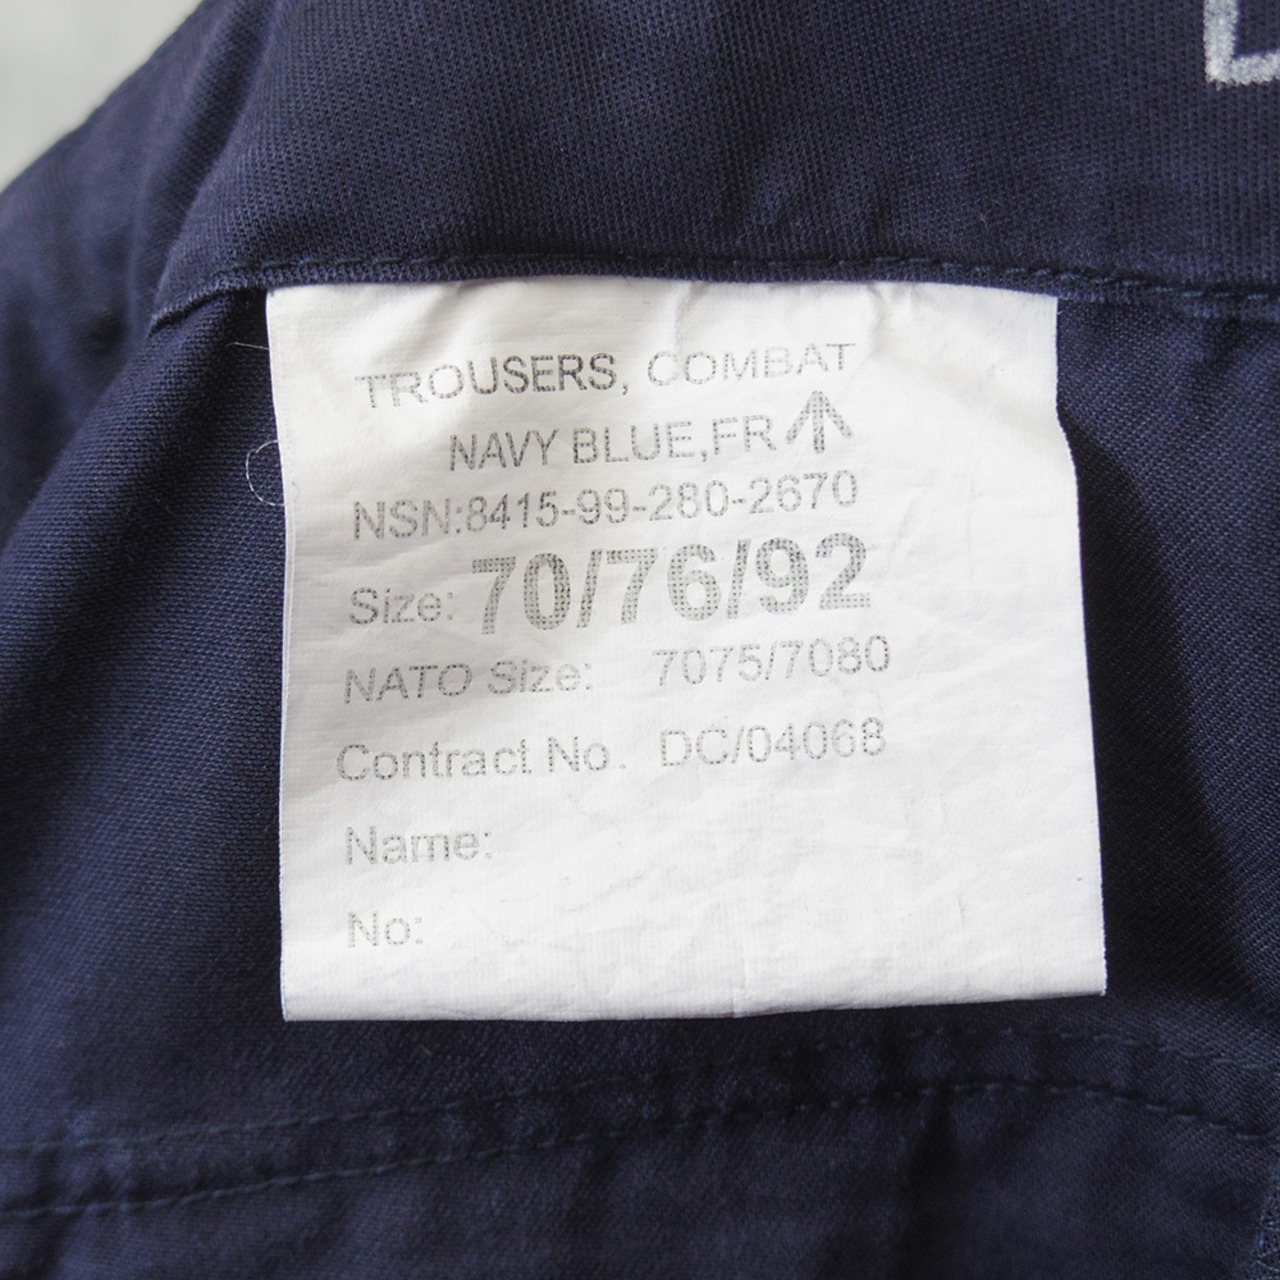 TROUSERS, COMBAT
NAVY BLUE,FR
NSN:8415-99-280-2670
Size: 70/76/92
NATO Size: 7075/7080
Contract No. DC/04068
Name:
No: